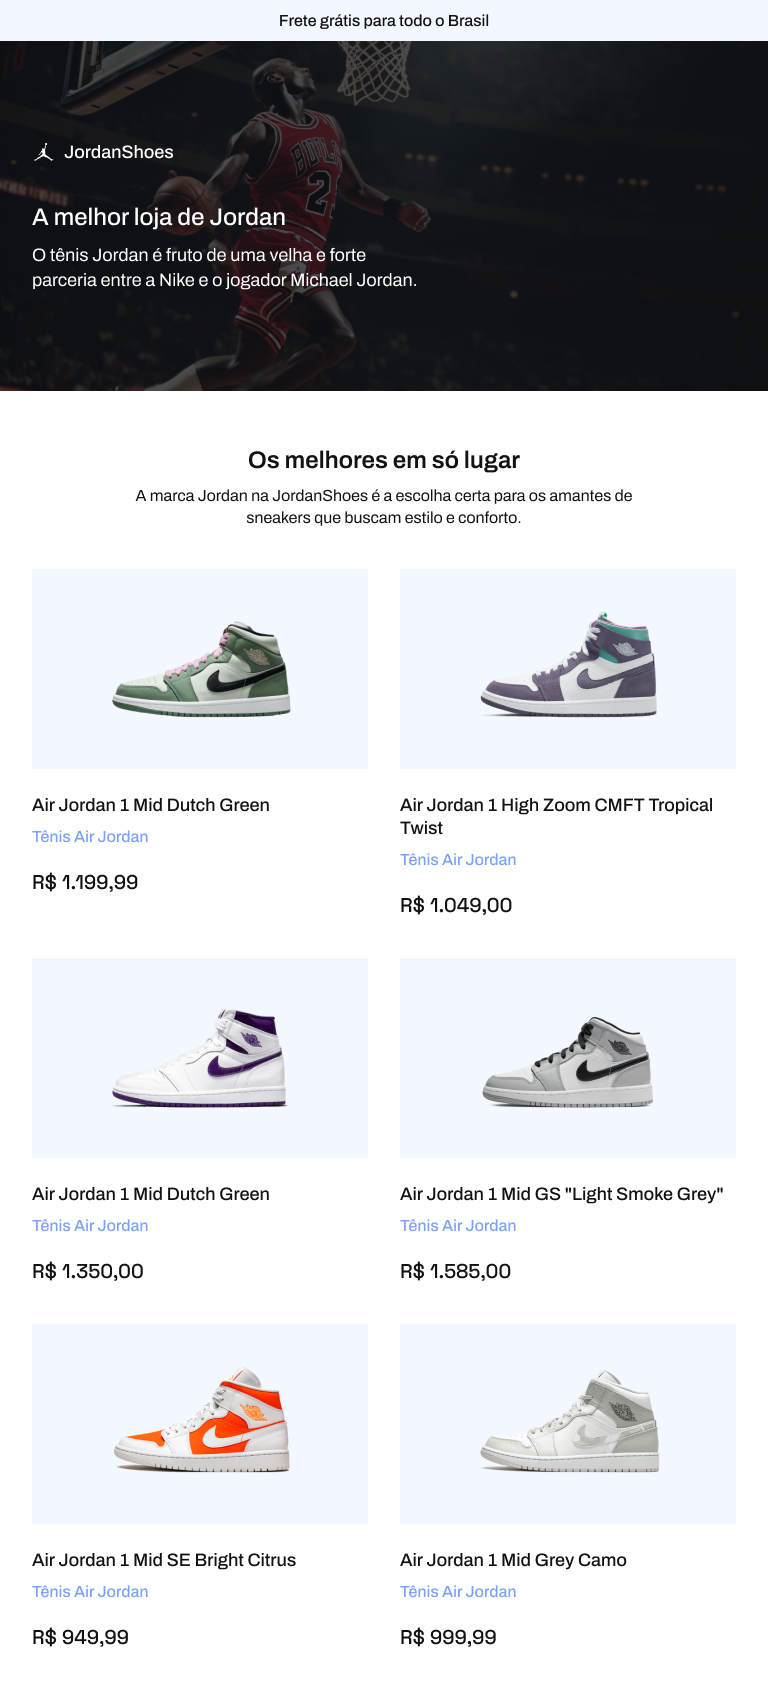 Frete grátis para todo o Brasil
JordanShoes
A melhor loja de Jordan
O tênis Jordan é fruto de uma velha e forte
parceria entre a Nike e o jogador Michael Jordan.
BULLS
Os melhores em só lugar
A marca Jordan na JordanShoes é a escolha certa para os amantes de
sneakers que buscam estilo e conforto.
Air Jordan 1 Mid Dutch Green
Tênis Air Jordan
R$ 1.199,99
Air Jordan 1 High Zoom CMFT Tropical
Twist
Tênis Air Jordan
R$ 1.049,00
Air Jordan 1 Mid Dutch Green
Tênis Air Jordan
R$ 1.350,00
Air Jordan 1 Mid GS "Light Smoke Grey"
Tênis Air Jordan
R$ 1.585,00
Air Jordan 1 Mid SE Bright Citrus
Tênis Air Jordan
R$ 949,99
Air Jordan 1 Mid Grey Camo
Tênis Air Jordan
R$ 999,99